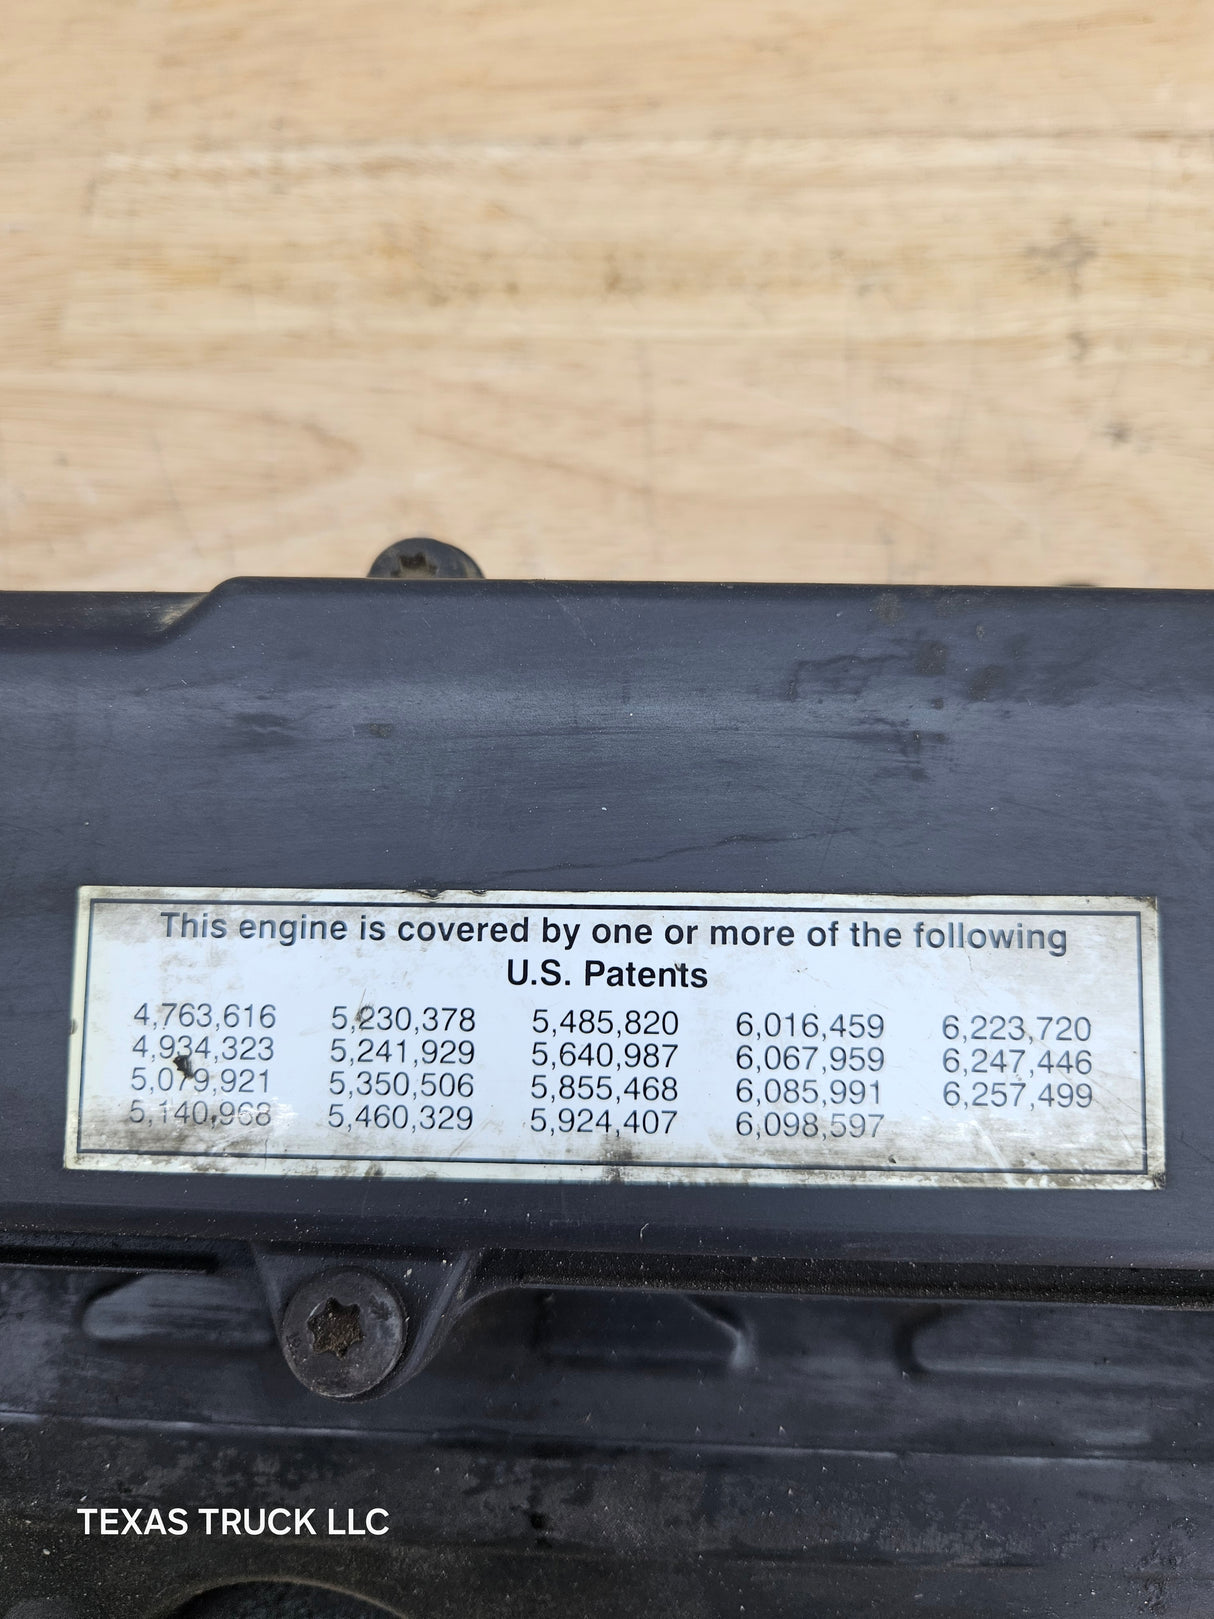 This engine is covered by one or more of the following
U.S. Patents
4,763,616 5,230,378 5,485,820 6,016,459 6,223,720
4,934,323 5,241,929 5,640,987 6,067,959 6,247,446
5,079,921 5,350,506 5,855,468 6,085,991 6,257,499
5,140,968 5,460,329 5,924,407 6,098,597
TEXAS TRUCK LLC